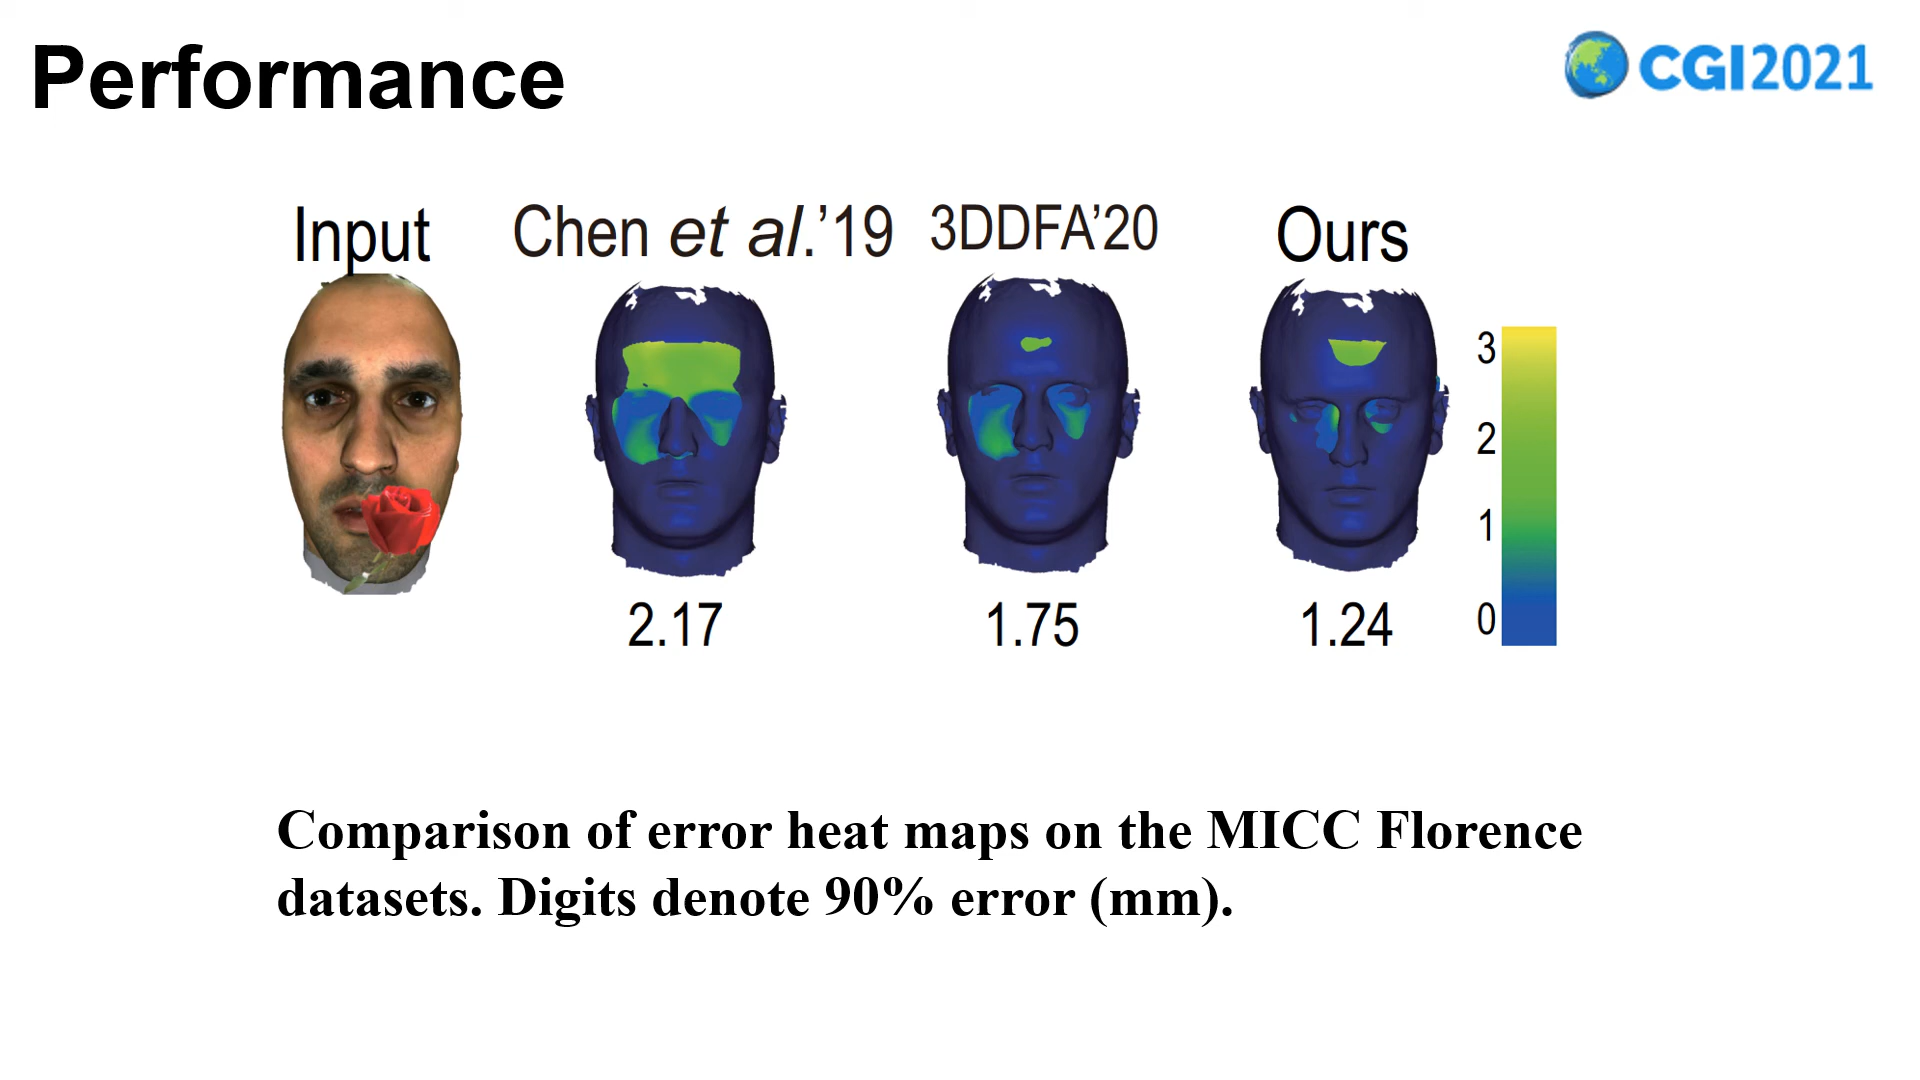 Performance
CGI2021
Input
Chen et al.’19
3DDFA’20
Ours
3
2
1
0
2.17
1.75
1.24
Comparison of error heat maps on the MICC Florence
datasets. Digits denote 90% error (mm).